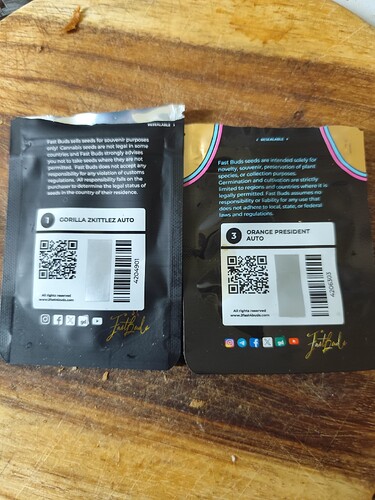 RESEALABLE
Fast Buds sells seeds for souvenir purposes
only! Cannabis seeds are not legal in some
countries and Fast Buds strongly advises
you not to take seeds where they are not
permitted. Fast Buds does not accept any
responsibility for any violation of customs
regulations. All responsibility falls on the
purchaser to determine the legal status of
seeds in the country of their residence.
1 GORILLA ZKITTLEZ AUTO
4204901
All rights reserved
www.2fast4buds.com
FastBuds
RESEALABLE
Fast Buds seeds are intended solely for
novelty, souvenir, preservation of plant
species, or collection purposes.
Germination and cultivation are strictly
limited to regions and countries where it is
legally permitted. Fast Buds assumes no
responsibility or liability for any use that
does not adhere to local, state, or federal
laws and regulations.
3 ORANGE PRESIDENT
AUTO
4206303
All rights reserved
www.2fast4buds.com
FastBuds